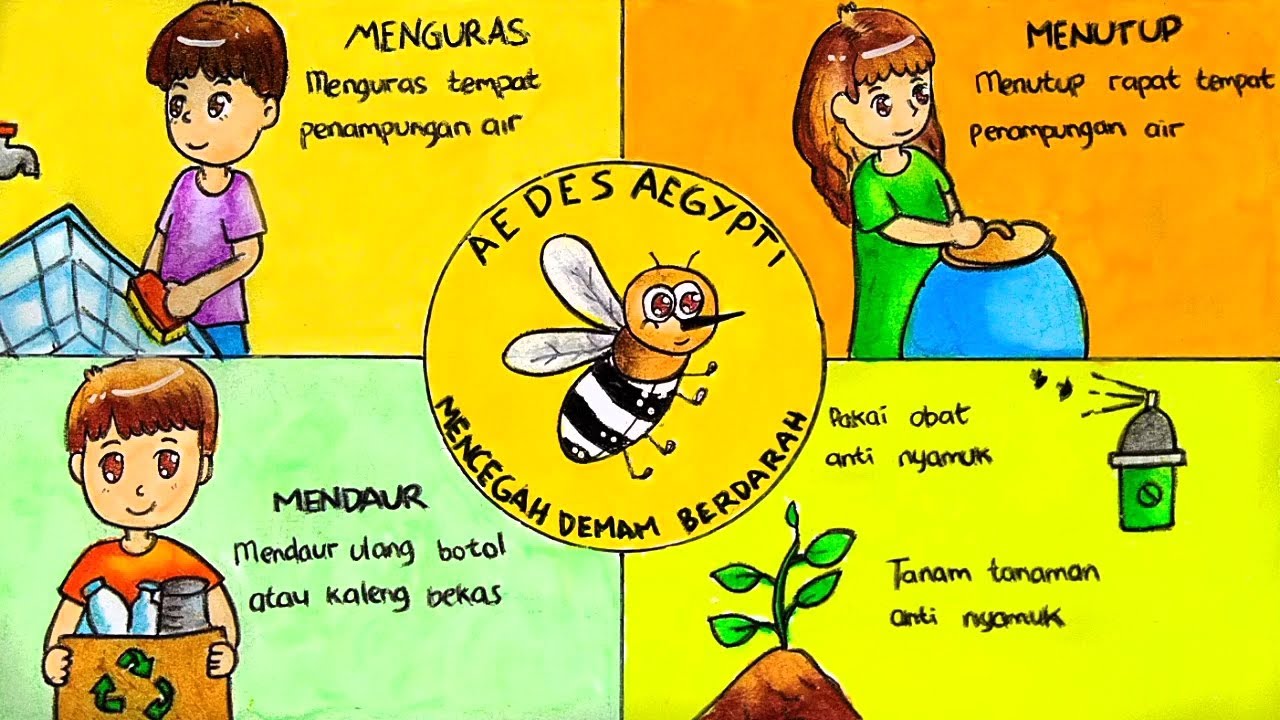 MENGURAS
Menguras tempat
penampungan air
MENUTUP
Menutup rapat tempat
penampungan air
AEDES AEGYPTI
MENCEGAH DEMAM BERDARAH
MENDAUR
Mendaur ulang botol
atau kaleng bekas
Pakai obat
anti nyamuk
Tanam tanaman
anti nyamuk